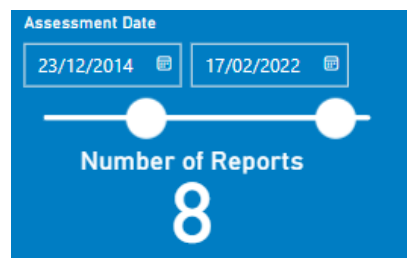 Assessment Date
23/12/2014 17/02/2022
Number of Reports
8